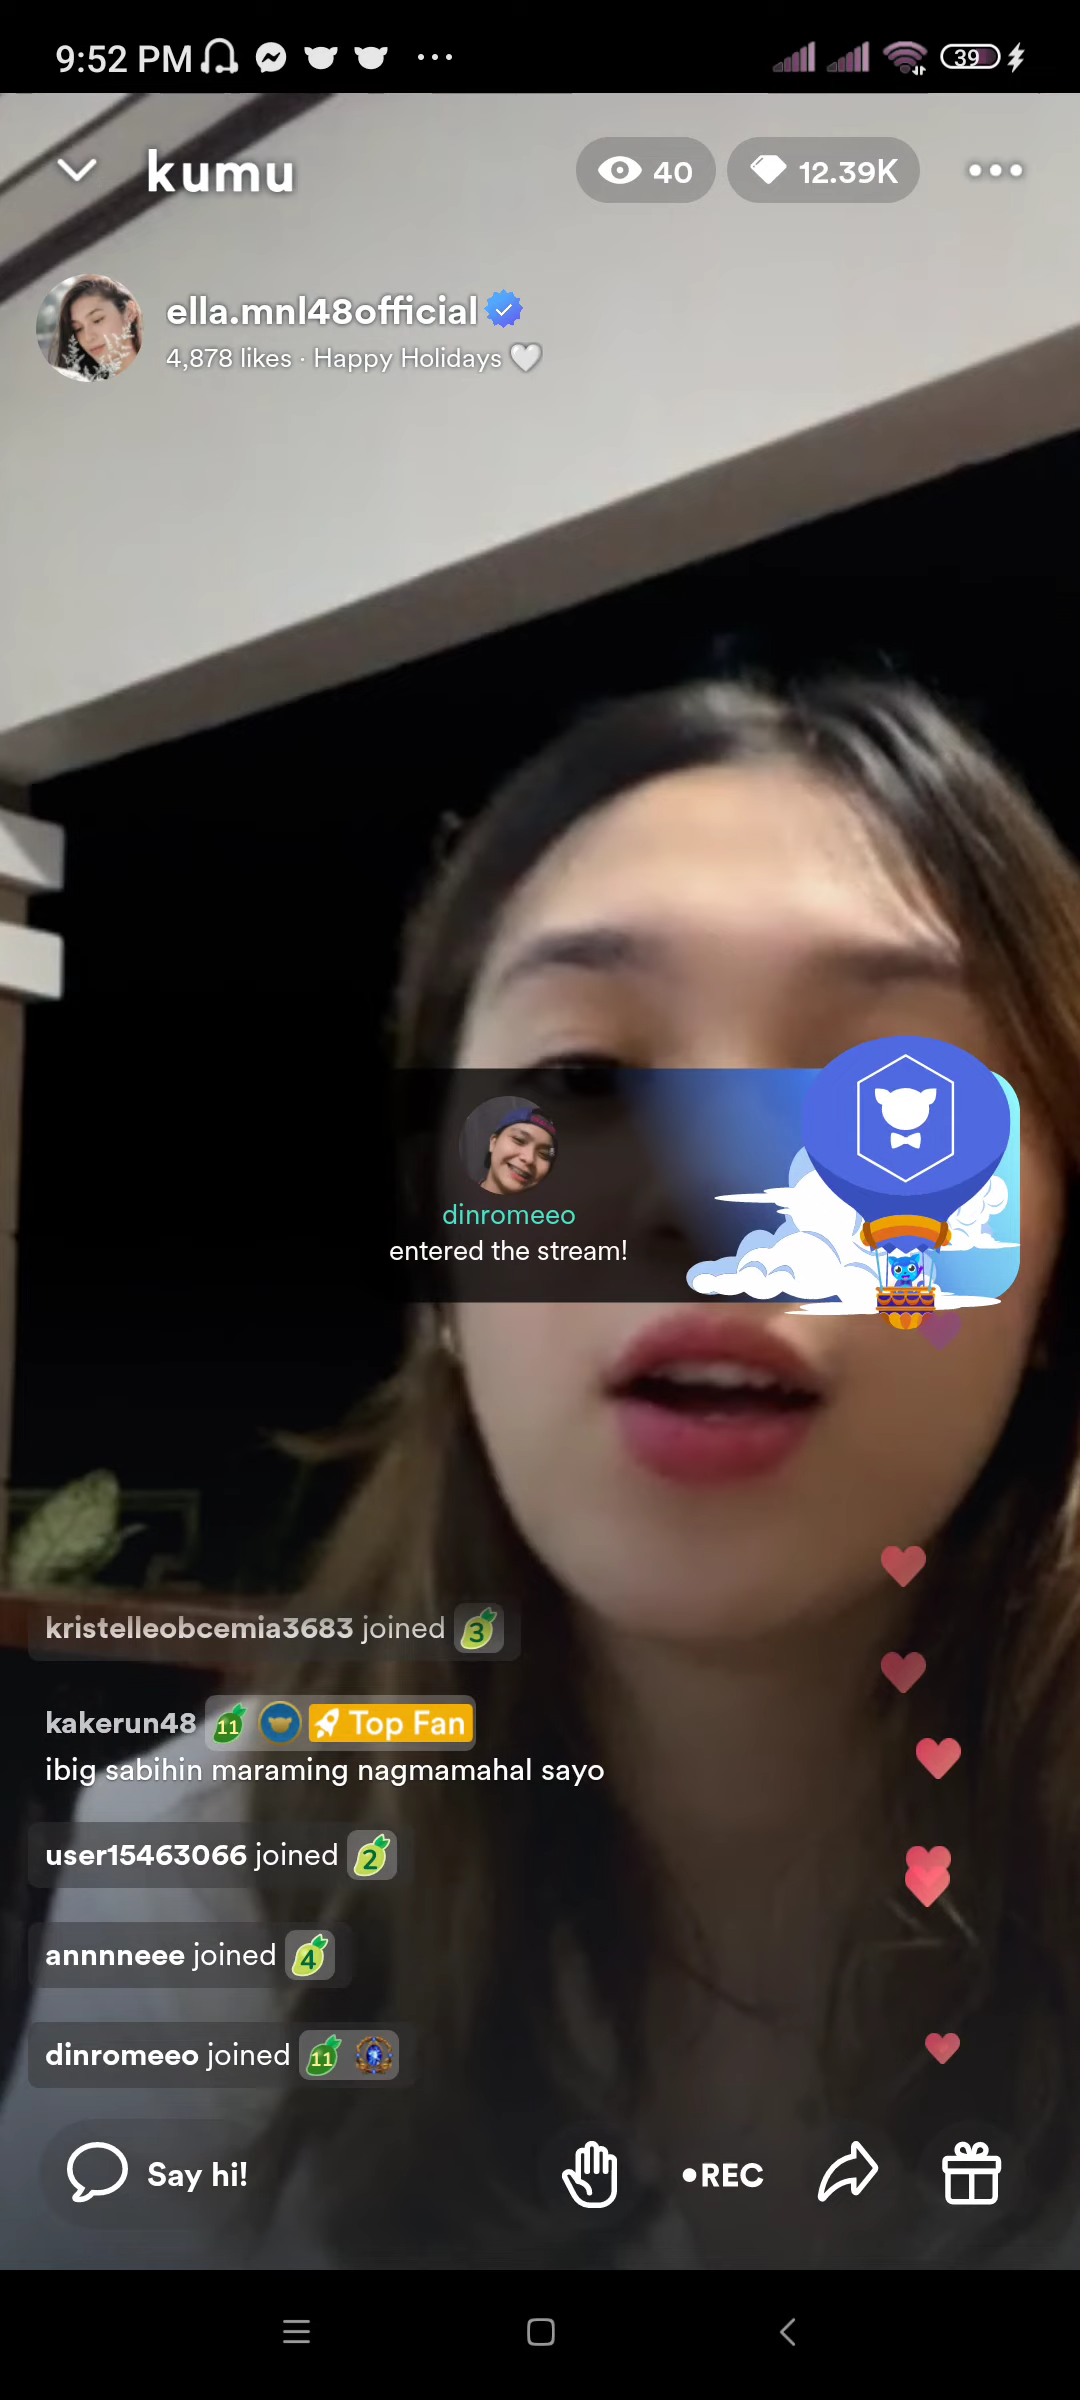 9:52 PM
39
kumu
40
12.39K
ella.mnl48official
4,878 likes · Happy Holidays 🤍
dinromeeo
entered the stream!
kristelleobcemia3683 joined 3
kakerun48 11 Top Fan
ibig sabihin maraming nagmamahal sayo
user15463066 joined 2
annnneee joined 4
dinromeeo joined 11
Say hi!
•REC